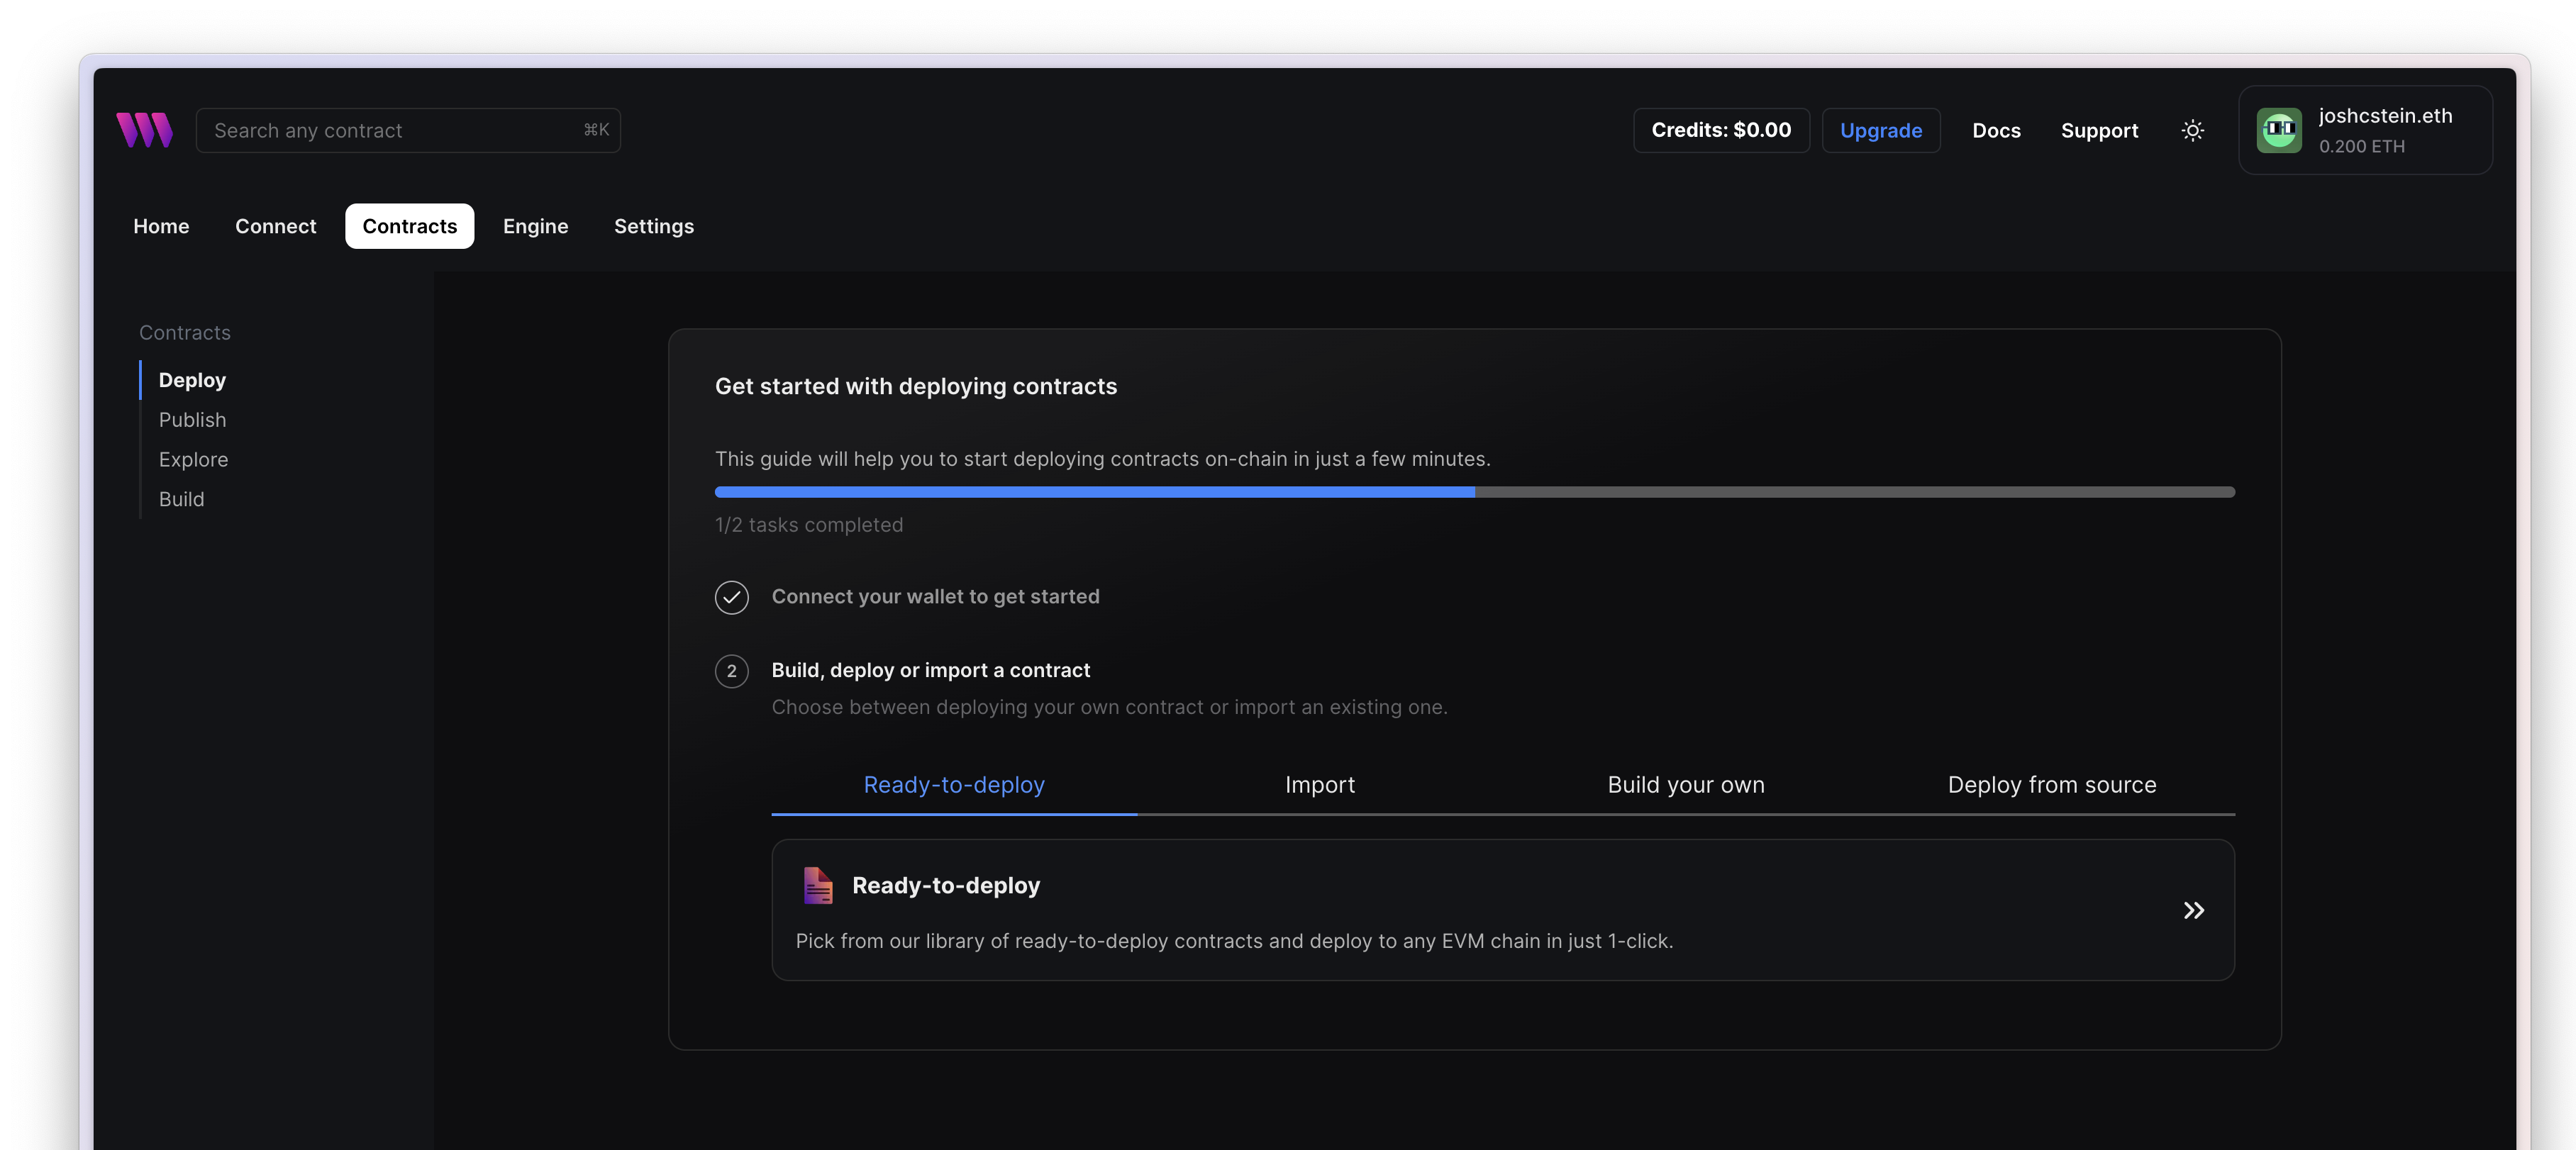 Search any contract ⌘K
Credits: $0.00
Upgrade
Docs
Support
joshcstein.eth
0.200 ETH
Home
Connect
Contracts
Engine
Settings
Contracts
Deploy
Publish
Explore
Build
Get started with deploying contracts
This guide will help you to start deploying contracts on-chain in just a few minutes.
1/2 tasks completed
Connect your wallet to get started
2
Build, deploy or import a contract
Choose between deploying your own contract or import an existing one.
Ready-to-deploy
Import
Build your own
Deploy from source
Ready-to-deploy
Pick from our library of ready-to-deploy contracts and deploy to any EVM chain in just 1-click.